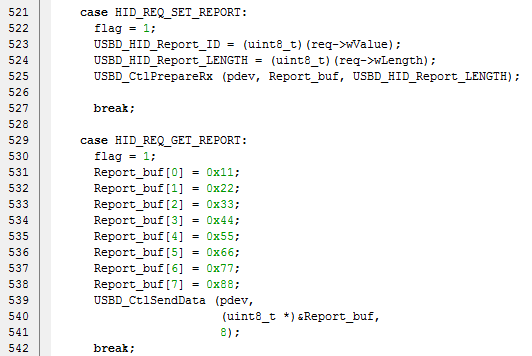 521 case HID_REQ_SET_REPORT:
522 flag = 1;
523 USBD_HID_Report_ID = (uint8_t)(req->wValue);
524 USBD_HID_Report_LENGTH = (uint8_t)(req->wLength);
525 USBD_CtlPrepareRx (pdev, Report_buf, USBD_HID_Report_LENGTH);
526
527 break;
528
529 case HID_REQ_GET_REPORT:
530 flag = 1;
531 Report_buf[0] = 0x11;
532 Report_buf[1] = 0x22;
533 Report_buf[2] = 0x33;
534 Report_buf[3] = 0x44;
535 Report_buf[4] = 0x55;
536 Report_buf[5] = 0x66;
537 Report_buf[6] = 0x77;
538 Report_buf[7] = 0x88;
539 USBD_CtlSendData (pdev,
540 (uint8_t *)&Report_buf,
541 8);
542 break;